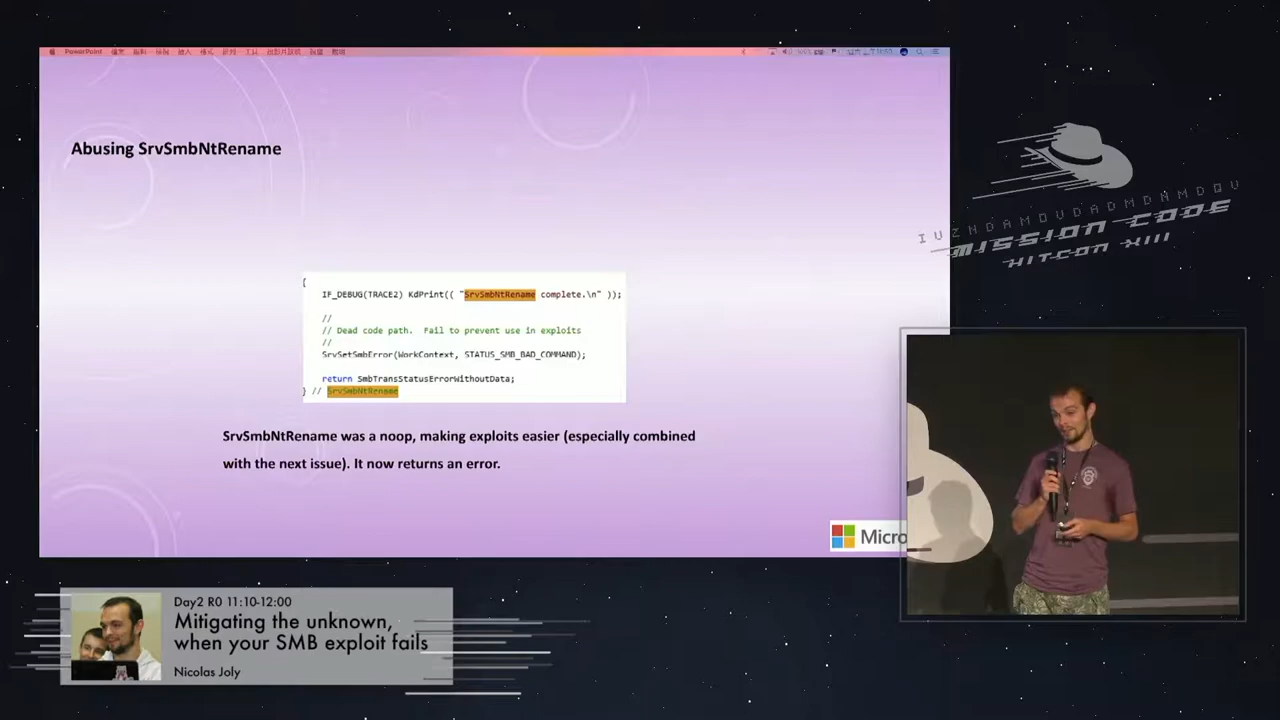 PowerPoint
Abusing SrvSmbNtRename
{
IF_DEBUG(TRACE2) KdPrint(( "SrvSmbNtRename complete.\n" ));
//
// Dead code path. Fail to prevent use in exploits
//
SrvSetSmbError(WorkContext, STATUS_SMB_BAD_COMMAND);
return SmbTransStatusErrorWithoutData;
} // SrvSmbNtRename
SrvSmbNtRename was a noop, making exploits easier (especially combined
with the next issue). It now returns an error.
Micro
IVZNDAMOVDADMDNMDQV
MISSION CODE
HITCON XIII
Day2 R0 11:10-12:00
Mitigating the unknown,
when your SMB exploit fails
Nicolas Joly